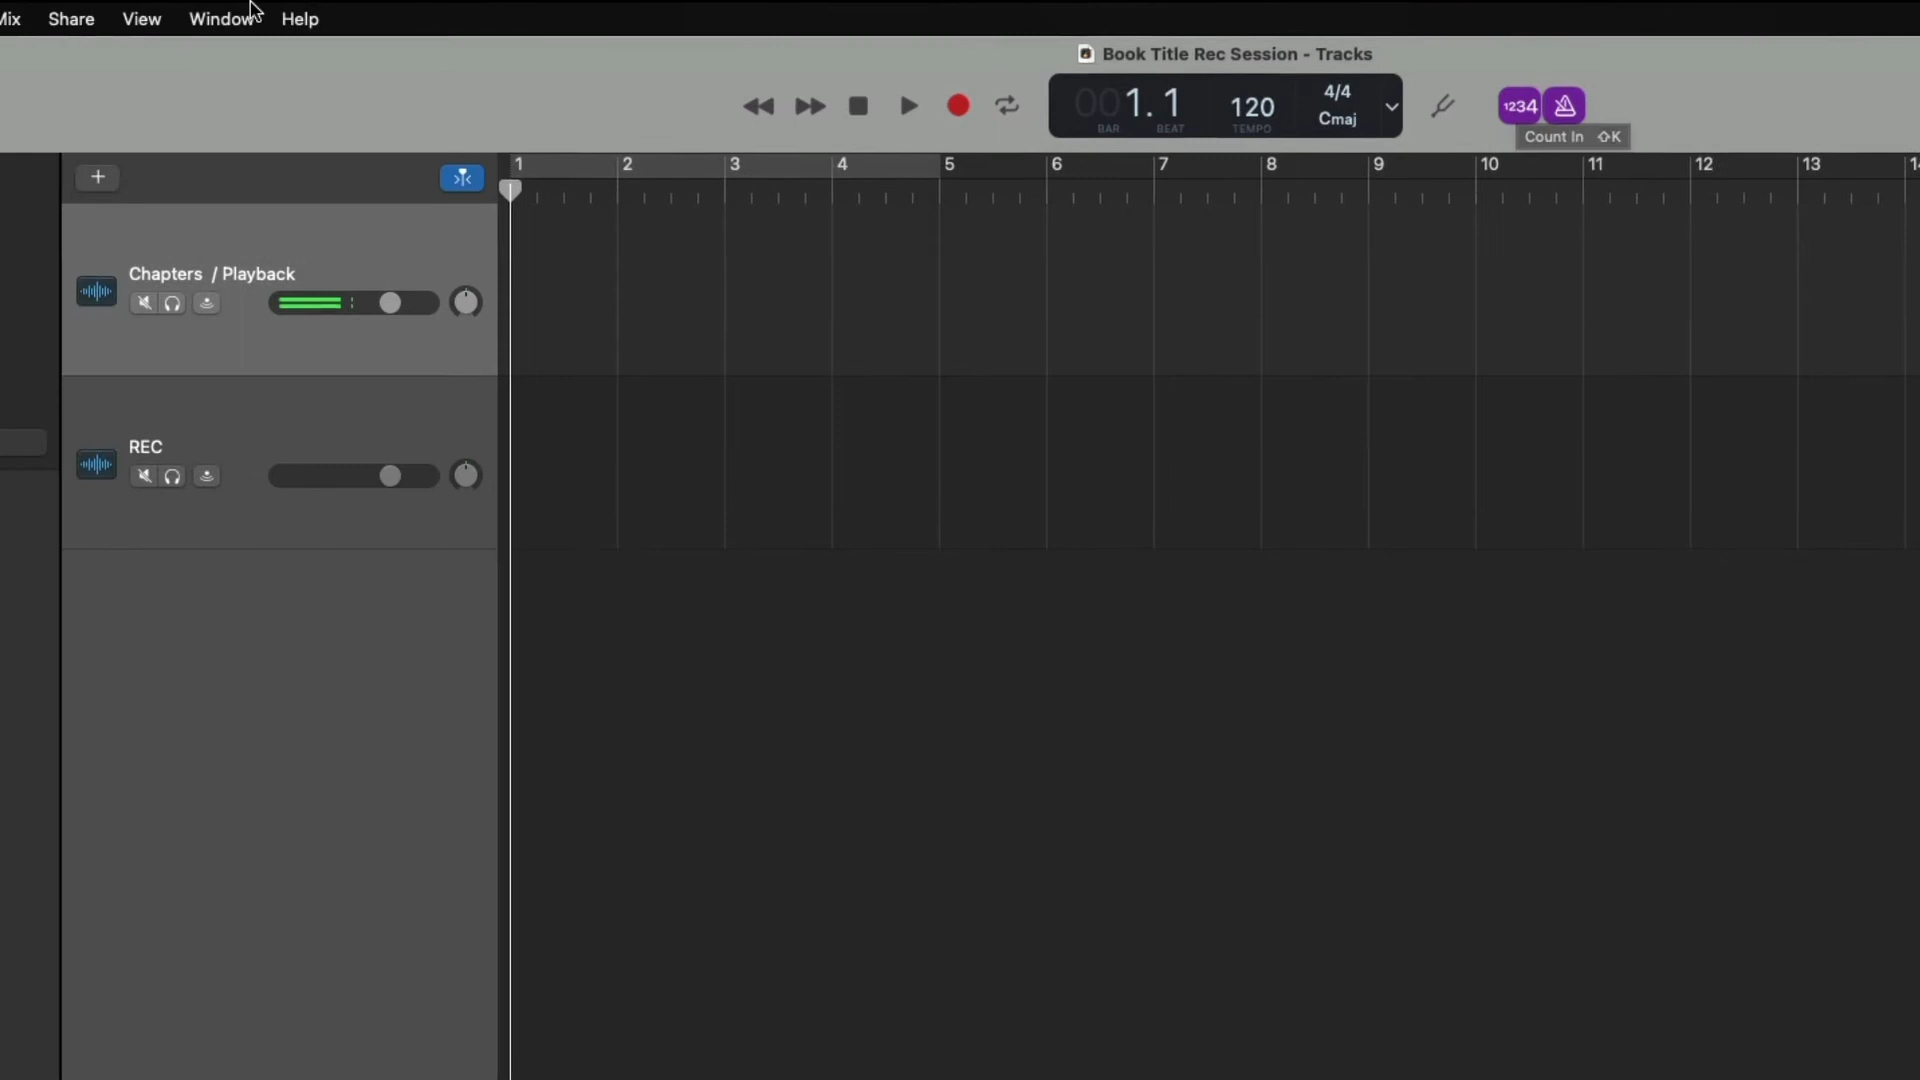 Mix Share View Window Help
Book Title Rec Session - Tracks
001. 1 120 4/4 Cmaj
BAR BEAT TEMPO
1234
Count In ⇧K
1 2 3 4 5 6 7 8 9 10 11 12 13
Chapters / Playback
REC